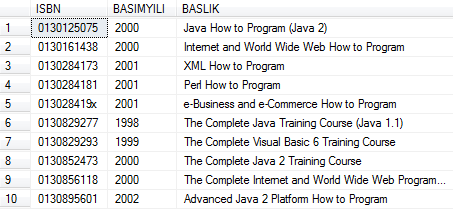 ISBN BASIMYILI BASLIK
1 0130125075 2000 Java How to Program (Java 2)
2 0130161438 2000 Internet and World Wide Web How to Program
3 0130284173 2001 XML How to Program
4 0130284181 2001 Perl How to Program
5 013028419x 2001 e-Business and e-Commerce How to Program
6 0130829277 1998 The Complete Java Training Course (Java 1.1)
7 0130829293 1999 The Complete Visual Basic 6 Training Course
8 0130852473 2000 The Complete Java 2 Training Course
9 0130856118 2000 The Complete Internet and World Wide Web Program...
10 0130895601 2002 Advanced Java 2 Platform How to Program